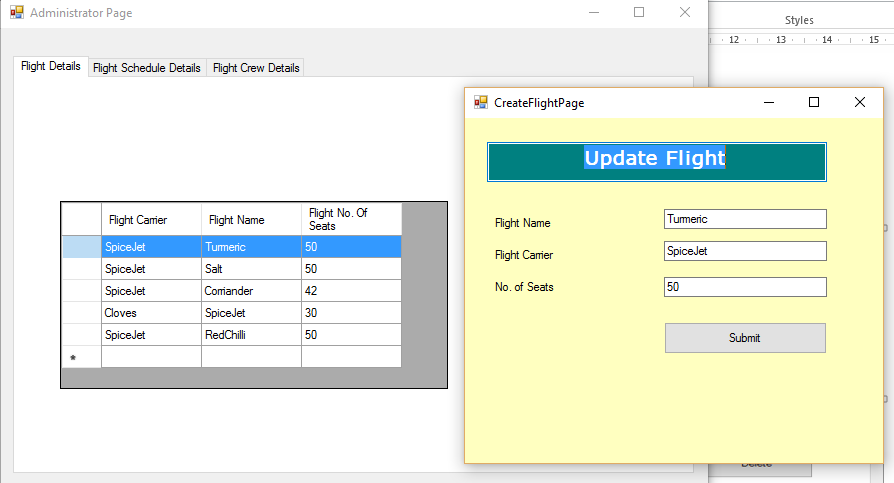 Administrator Page
Styles
12 13 14 15
Flight Details Flight Schedule Details Flight Crew Details
Flight Carrier Flight Name Flight No. Of Seats
SpiceJet Turmeric 50
SpiceJet Salt 50
SpiceJet Corriander 42
Cloves SpiceJet 30
SpiceJet RedChilli 50
*
CreateFlightPage
Update Flight
Flight Name Turmeric
Flight Carrier SpiceJet
No. of Seats 50
Submit
Delete